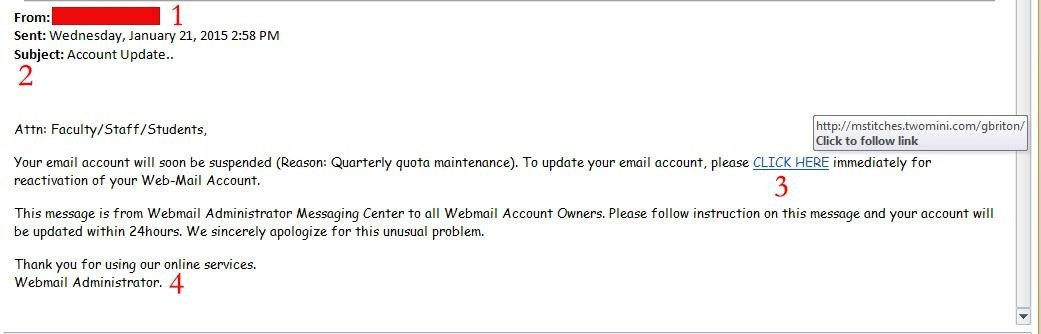 From: 1
Sent: Wednesday, January 21, 2015 2:58 PM
Subject: Account Update..
2
Attn: Faculty/Staff/Students,
http://mstitches.twomini.com/gbriton/
Click to follow link
Your email account will soon be suspended (Reason: Quarterly quota maintenance). To update your email account, please CLICK HERE immediately for
reactivation of your Web-Mail Account.
3
This message is from Webmail Administrator Messaging Center to all Webmail Account Owners. Please follow instruction on this message and your account will
be updated within 24hours. We sincerely apologize for this unusual problem.
Thank you for using our online services.
Webmail Administrator. 4